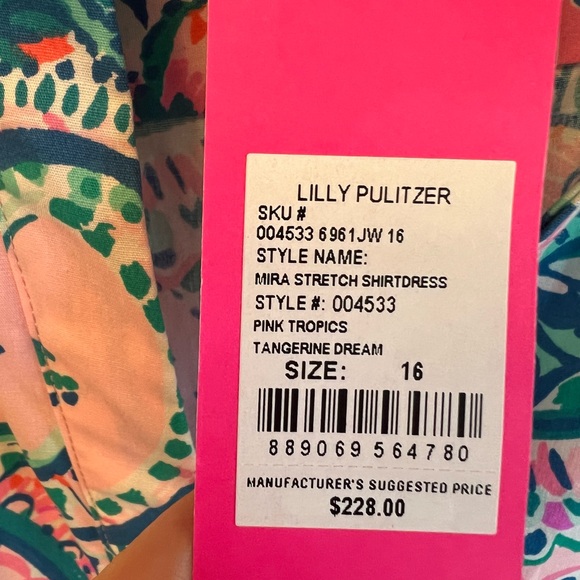 LILLY PULITZER
SKU #
004533 6961JW 16
STYLE NAME:
MIRA STRETCH SHIRTDRESS
STYLE #: 004533
PINK TROPICS
TANGERINE DREAM
SIZE: 16
889069 564780
MANUFACTURER'S SUGGESTED PRICE
$228.00